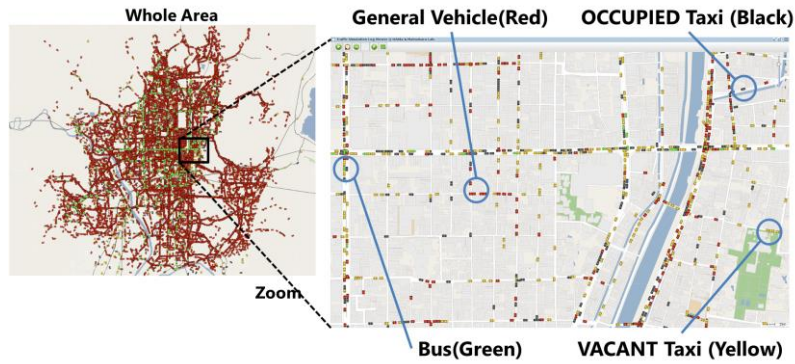 Whole Area
General Vehicle(Red)
OCCUPIED Taxi (Black)
Zoom
Bus(Green)
VACANT Taxi (Yellow)